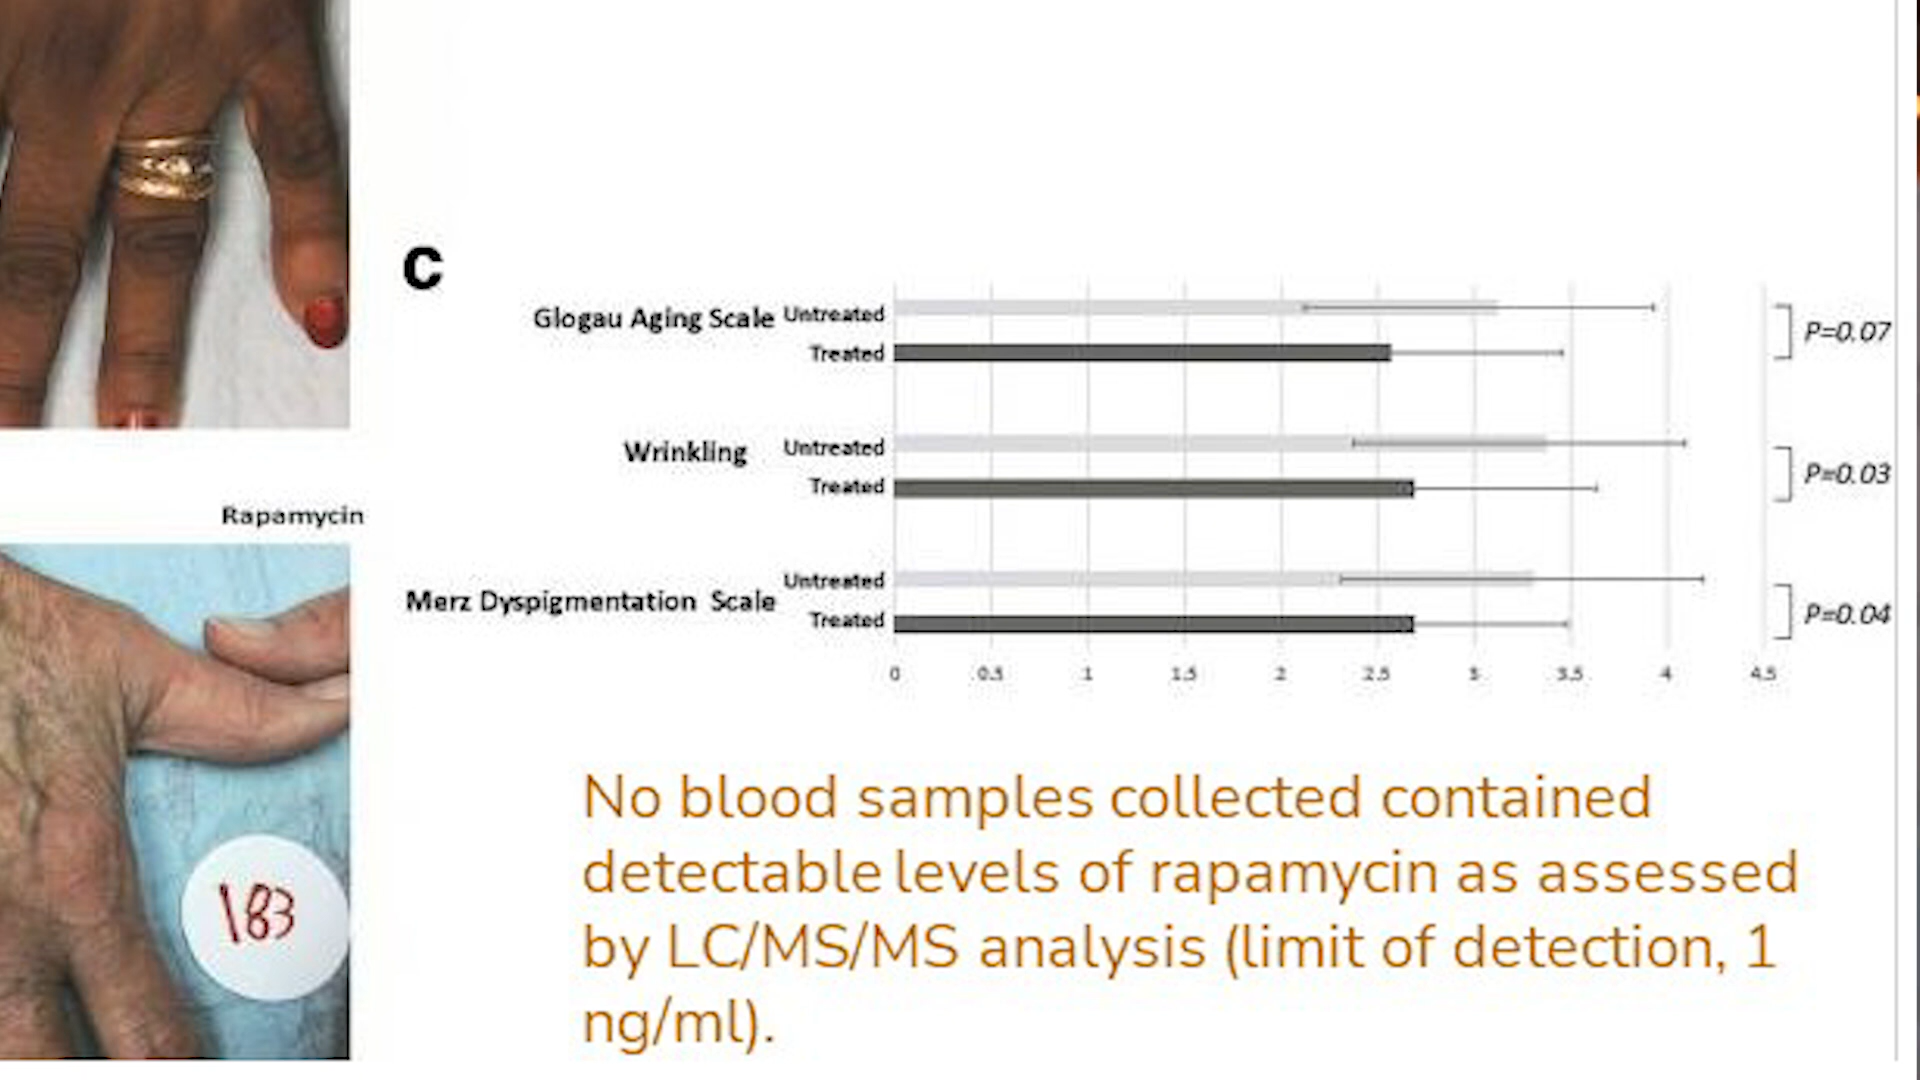 C
Glogau Aging Scale Untreated
Treated
P=0.07
Wrinkling Untreated
Treated
P=0.03
Rapamycin
Merz Dyspigmentation Scale Untreated
Treated
P=0.04
0 0.5 1 1.5 2 2.5 3 3.5 4 4.5
183
No blood samples collected contained
detectable levels of rapamycin as assessed
by LC/MS/MS analysis (limit of detection, 1
ng/ml).